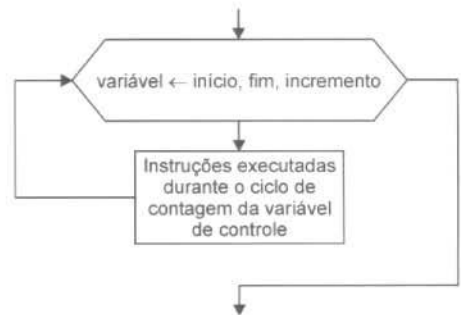 variável ← início, fim, incremento
Instruções executadas
durante o ciclo de
contagem da variável
de controle